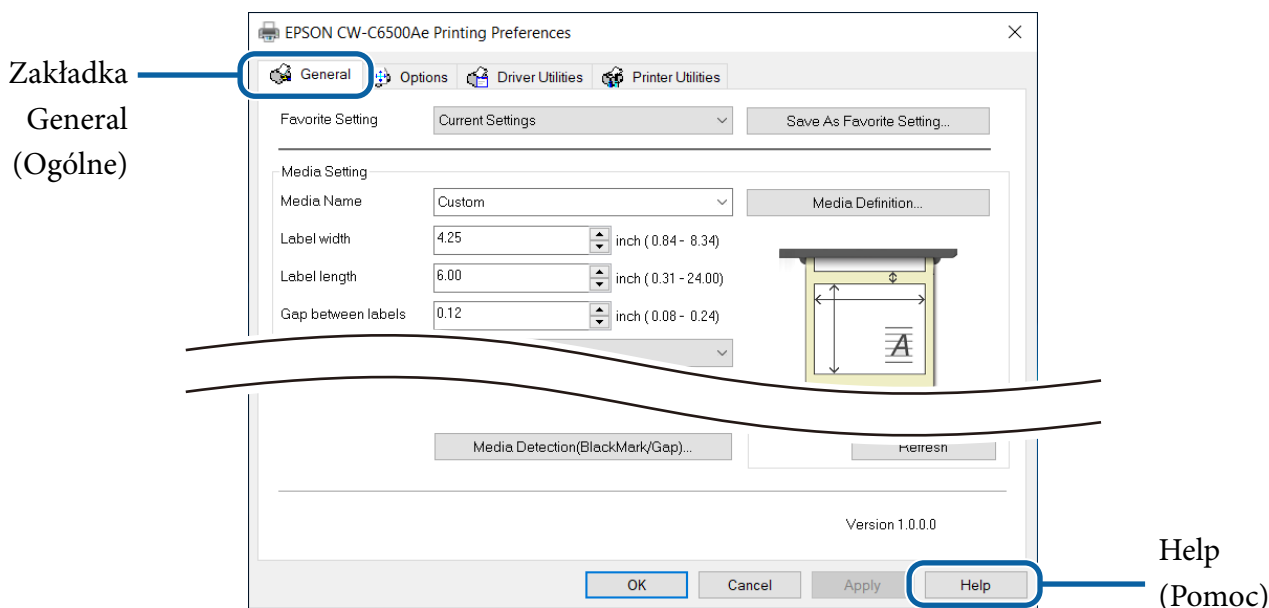 EPSON CW-C6500Ae Printing Preferences
Zakładka
General
(Ogólne)
General Options Driver Utilities Printer Utilities
Favorite Setting Current Settings Save As Favorite Setting...
Media Setting
Media Name Custom Media Definition...
Label width 4.25 inch ( 0.84 - 8.34)
Label length 6.00 inch ( 0.31 - 24.00)
Gap between labels 0.12 inch ( 0.08 - 0.24)
A
Media Detection(BlackMark/Gap)... Refresh
Version 1.0.0.0
OK Cancel Apply Help
Help
(Pomoc)